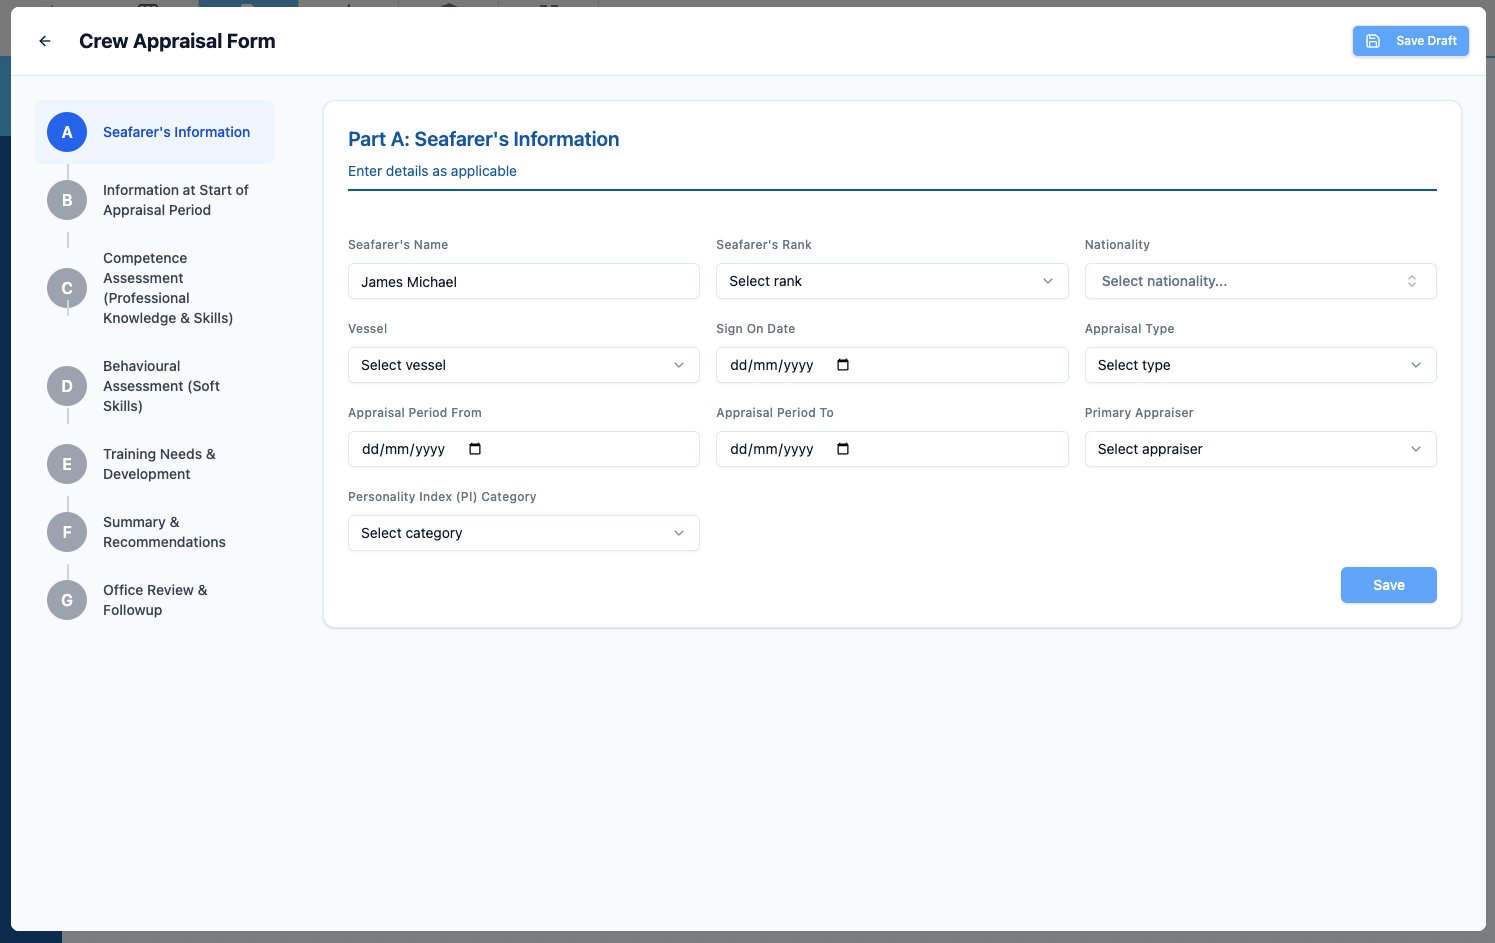 Crew Appraisal Form
Save Draft
A
Seafarer's Information
B
Information at Start of
Appraisal Period
C
Competence
Assessment
(Professional
Knowledge & Skills)
D
Behavioural
Assessment (Soft
Skills)
E
Training Needs &
Development
F
Summary &
Recommendations
G
Office Review &
Followup
Part A: Seafarer's Information
Enter details as applicable
Seafarer's Name
James Michael
Seafarer's Rank
Select rank
Nationality
Select nationality...
Vessel
Select vessel
Sign On Date
dd/mm/yyyy
Appraisal Type
Select type
Appraisal Period From
dd/mm/yyyy
Appraisal Period To
dd/mm/yyyy
Primary Appraiser
Select appraiser
Personality Index (PI) Category
Select category
Save